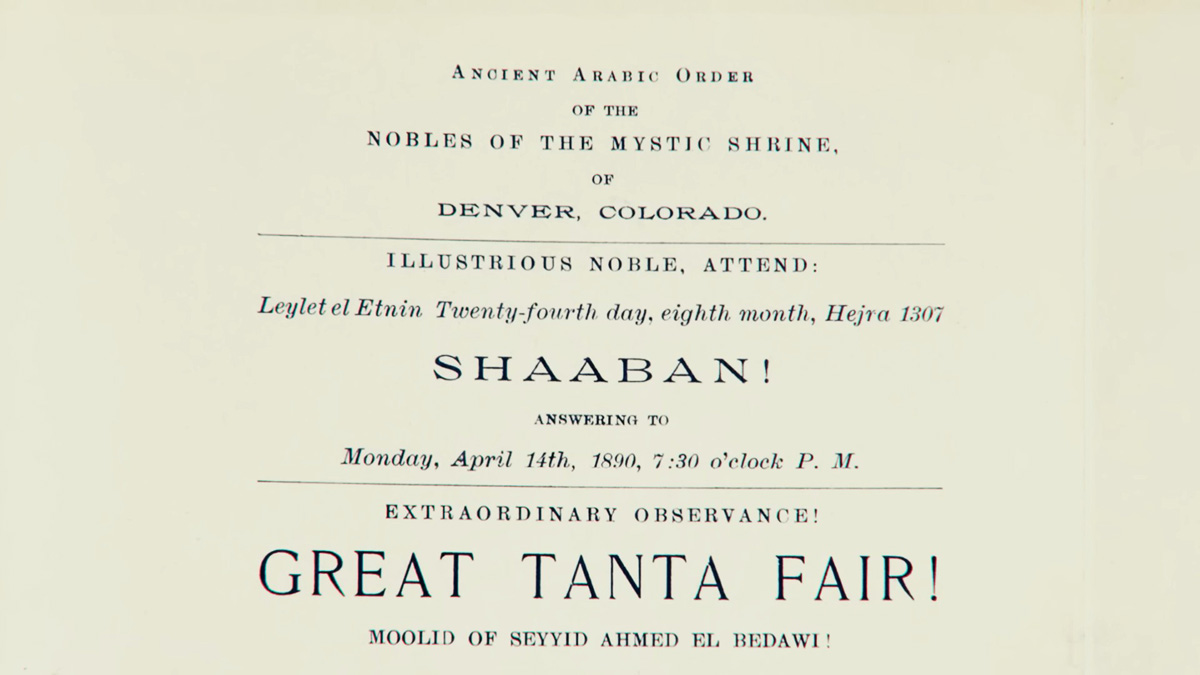 ANCIENT ARABIC ORDER
OF THE
NOBLES OF THE MYSTIC SHRINE,
OF
DENVER, COLORADO.
ILLUSTRIOUS NOBLE, ATTEND:
Leylet el Etnin Twenty-fourth day, eighth month, Hejra 1307
SHAABAN!
ANSWERING TO
Monday, April 14th, 1890, 7:30 o'clock P. M.
EXTRAORDINARY OBSERVANCE!
GREAT TANTA FAIR!
MOOLID OF SEYYID AHMED EL BEDAWI!